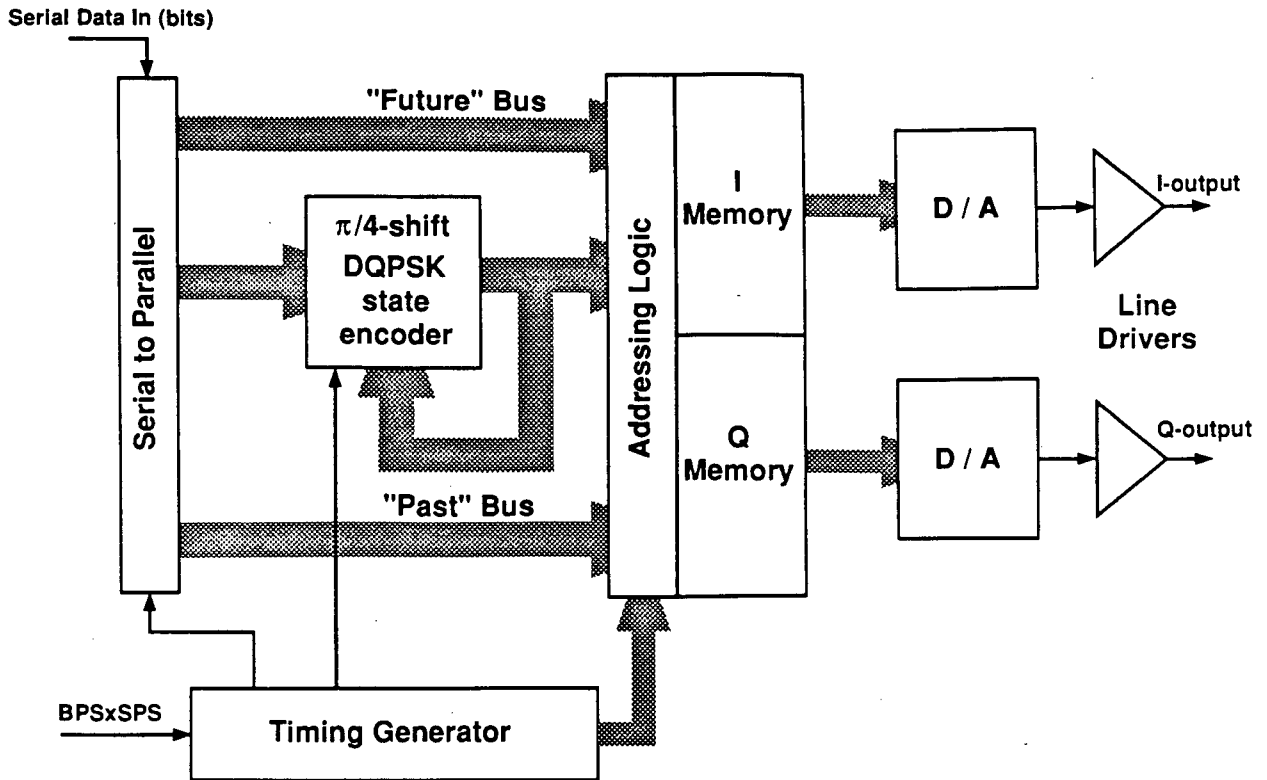 Serial Data In (bits)
Serial to Parallel
"Future" Bus
π/4-shift
DQPSK
state
encoder
"Past" Bus
Addressing Logic
I
Memory
Q
Memory
D / A
I-output
Line
Drivers
D / A
Q-output
BPSxSPS
Timing Generator